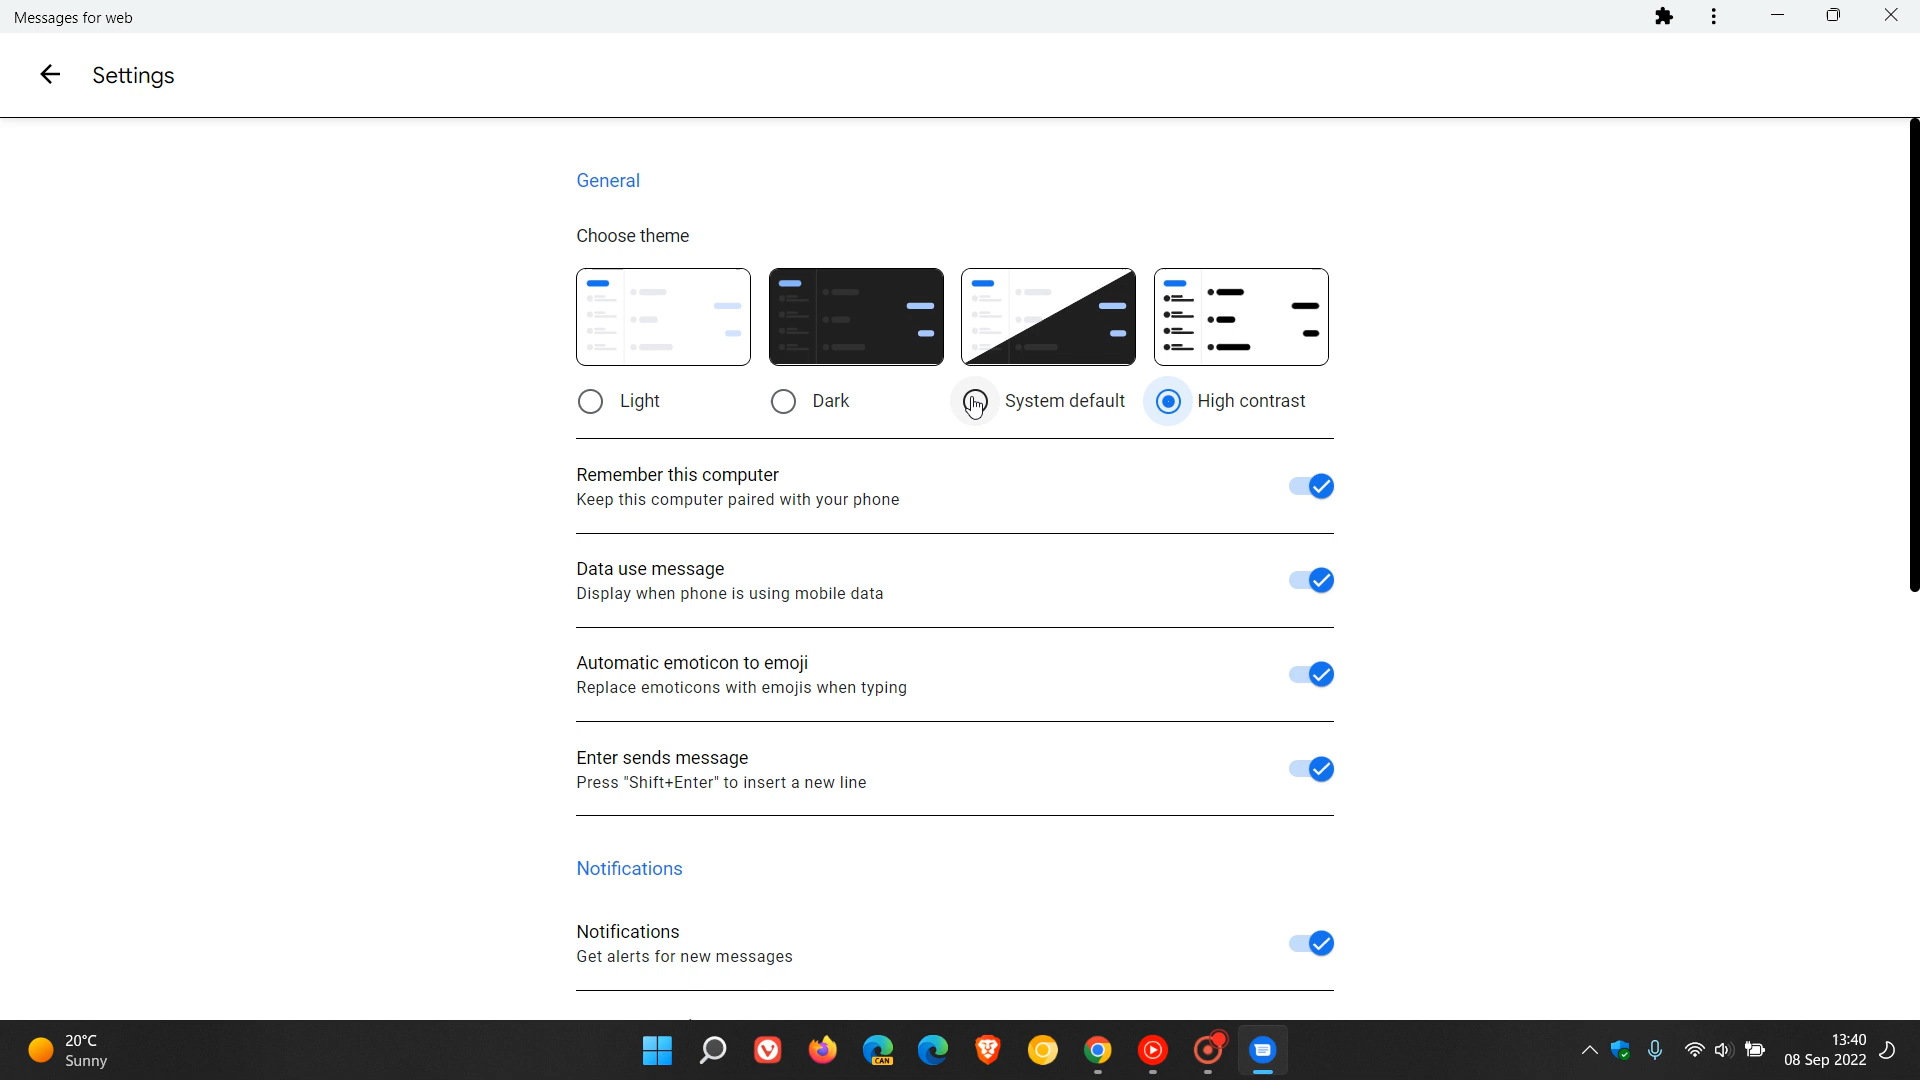 Messages for web
Settings
General
Choose theme
Light
Dark
System default
High contrast
Remember this computer
Keep this computer paired with your phone
Data use message
Display when phone is using mobile data
Automatic emoticon to emoji
Replace emoticons with emojis when typing
Enter sends message
Press "Shift+Enter" to insert a new line
Notifications
Notifications
Get alerts for new messages
20°C
Sunny
CAN
13:40
08 Sep 2022